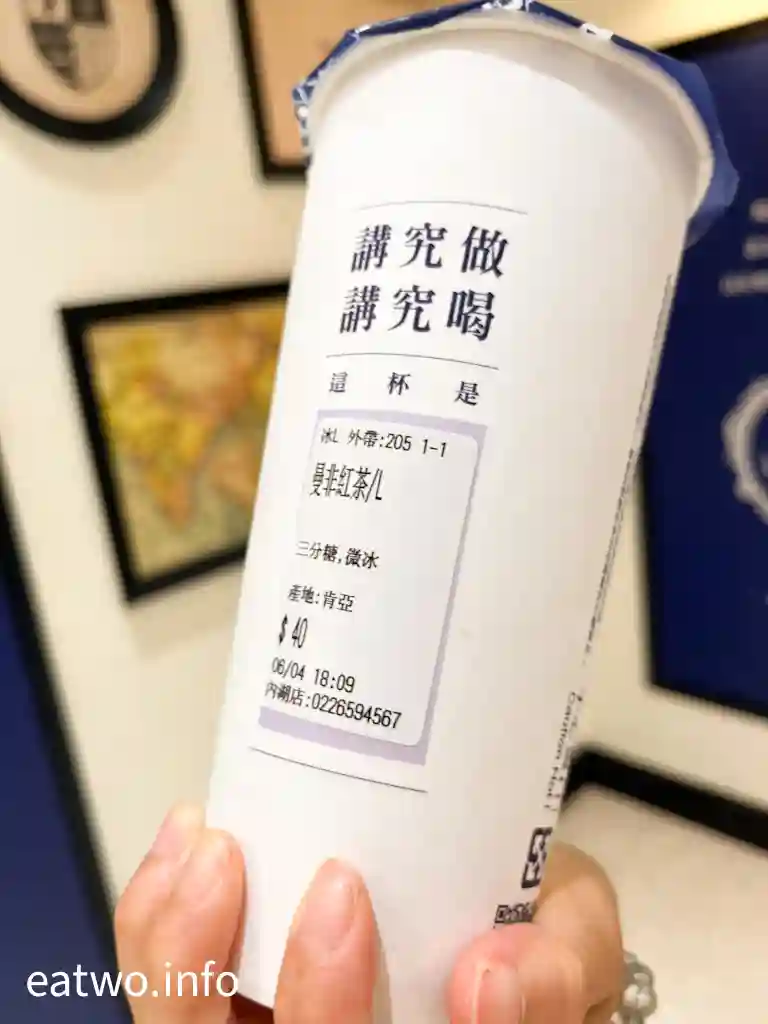 講究做
講究喝
這杯是
冰L 外帶:205 1-1
曼非紅茶/L
三分糖,微冰
產地:肯亞
$ 40
06/04 18:09
內湖店:0226594567
Caution Hot!
eatwo.info